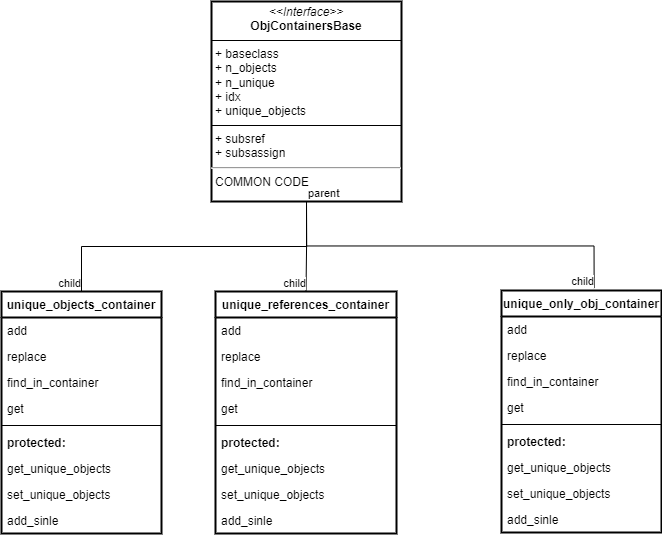 <<Interface>>
ObjContainersBase
+ baseclass
+ n_objects
+ n_unique
+ idx
+ unique_objects
+ subsref
+ subsassign
COMMON CODE
parent
child
child
child
unique_objects_container
add
replace
find_in_container
get
protected:
get_unique_objects
set_unique_objects
add_sinle
unique_references_container
add
replace
find_in_container
get
protected:
get_unique_objects
set_unique_objects
add_sinle
unique_only_obj_container
add
replace
find_in_container
get
protected:
get_unique_objects
set_unique_objects
add_sinle